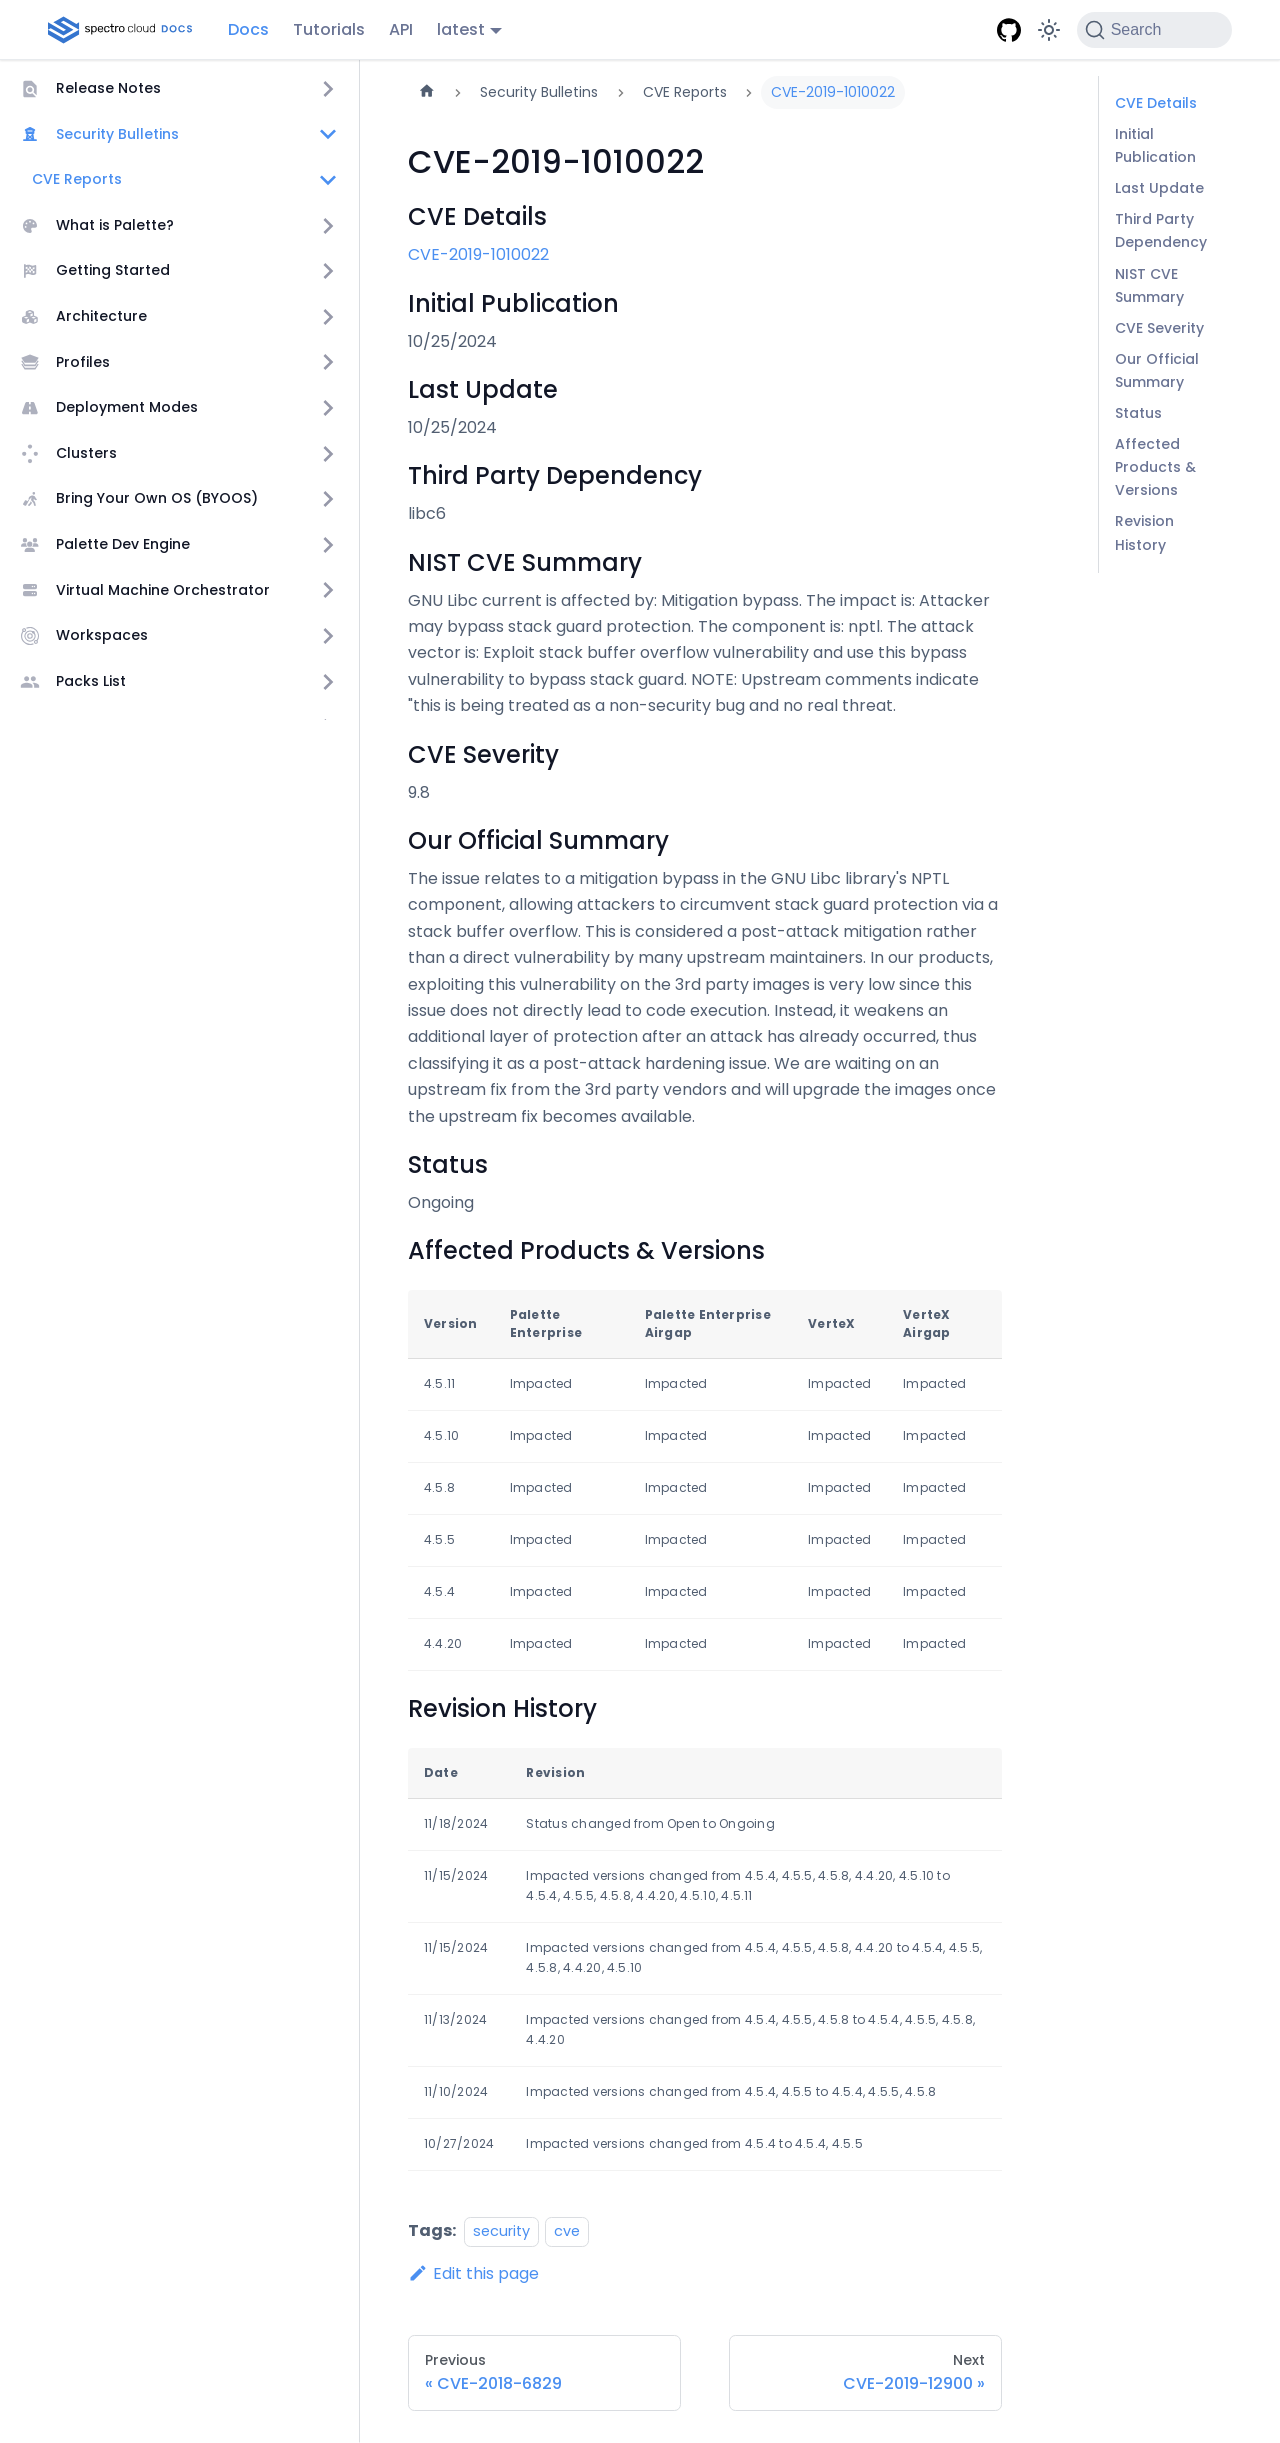 spectro cloud DOCS Docs Tutorials API latest Search
Release Notes
Security Bulletins
CVE Reports
What is Palette?
Getting Started
Architecture
Profiles
Deployment Modes
Clusters
Bring Your Own OS (BYOOS)
Palette Dev Engine
Virtual Machine Orchestrator
Workspaces
Packs List
Security Bulletins CVE Reports CVE-2019-1010022
CVE-2019-1010022
CVE Details
CVE-2019-1010022
Initial Publication
10/25/2024
Last Update
10/25/2024
Third Party Dependency
libc6
NIST CVE Summary
GNU Libc current is affected by: Mitigation bypass. The impact is: Attacker
may bypass stack guard protection. The component is: nptl. The attack
vector is: Exploit stack buffer overflow vulnerability and use this bypass
vulnerability to bypass stack guard. NOTE: Upstream comments indicate
"this is being treated as a non-security bug and no real threat.
CVE Severity
9.8
Our Official Summary
The issue relates to a mitigation bypass in the GNU Libc library's NPTL
component, allowing attackers to circumvent stack guard protection via a
stack buffer overflow. This is considered a post-attack mitigation rather
than a direct vulnerability by many upstream maintainers. In our products,
exploiting this vulnerability on the 3rd party images is very low since this
issue does not directly lead to code execution. Instead, it weakens an
additional layer of protection after an attack has already occurred, thus
classifying it as a post-attack hardening issue. We are waiting on an
upstream fix from the 3rd party vendors and will upgrade the images once
the upstream fix becomes available.
Status
Ongoing
Affected Products & Versions
Version Palette Enterprise Palette Enterprise Airgap VerteX VerteX Airgap
4.5.11 Impacted Impacted Impacted Impacted
4.5.10 Impacted Impacted Impacted Impacted
4.5.8 Impacted Impacted Impacted Impacted
4.5.5 Impacted Impacted Impacted Impacted
4.5.4 Impacted Impacted Impacted Impacted
4.4.20 Impacted Impacted Impacted Impacted
Revision History
Date Revision
11/18/2024 Status changed from Open to Ongoing
11/15/2024 Impacted versions changed from 4.5.4, 4.5.5, 4.5.8, 4.4.20, 4.5.10 to
4.5.4, 4.5.5, 4.5.8, 4.4.20, 4.5.10, 4.5.11
11/15/2024 Impacted versions changed from 4.5.4, 4.5.5, 4.5.8, 4.4.20 to 4.5.4, 4.5.5,
4.5.8, 4.4.20, 4.5.10
11/13/2024 Impacted versions changed from 4.5.4, 4.5.5, 4.5.8 to 4.5.4, 4.5.5, 4.5.8,
4.4.20
11/10/2024 Impacted versions changed from 4.5.4, 4.5.5 to 4.5.4, 4.5.5, 4.5.8
10/27/2024 Impacted versions changed from 4.5.4 to 4.5.4, 4.5.5
Tags: security cve
Edit this page
Previous
« CVE-2018-6829
Next
CVE-2019-12900 »
CVE Details
Initial
Publication
Last Update
Third Party
Dependency
NIST CVE
Summary
CVE Severity
Our Official
Summary
Status
Affected
Products &
Versions
Revision
History